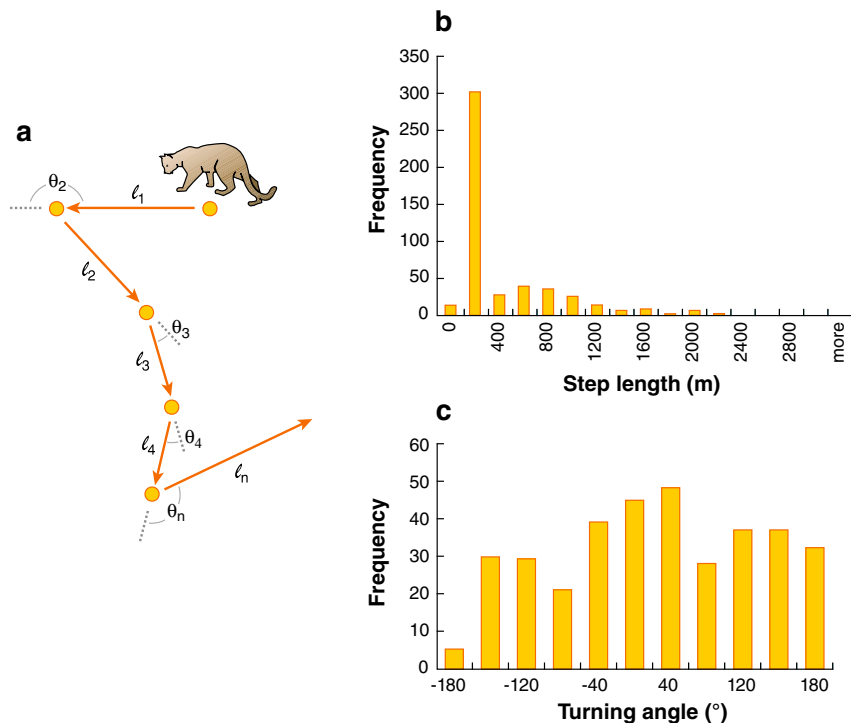 a
θ2
ℓ1
ℓ2
θ3
ℓ3
ℓ4
θ4
ℓn
θn
b
Frequency
350
300
250
200
150
100
50
0
0
400
800
1200
1600
2000
2400
2800
more
Step length (m)
c
Frequency
60
50
40
30
20
10
0
-180
-120
-40
40
120
180
Turning angle (°)